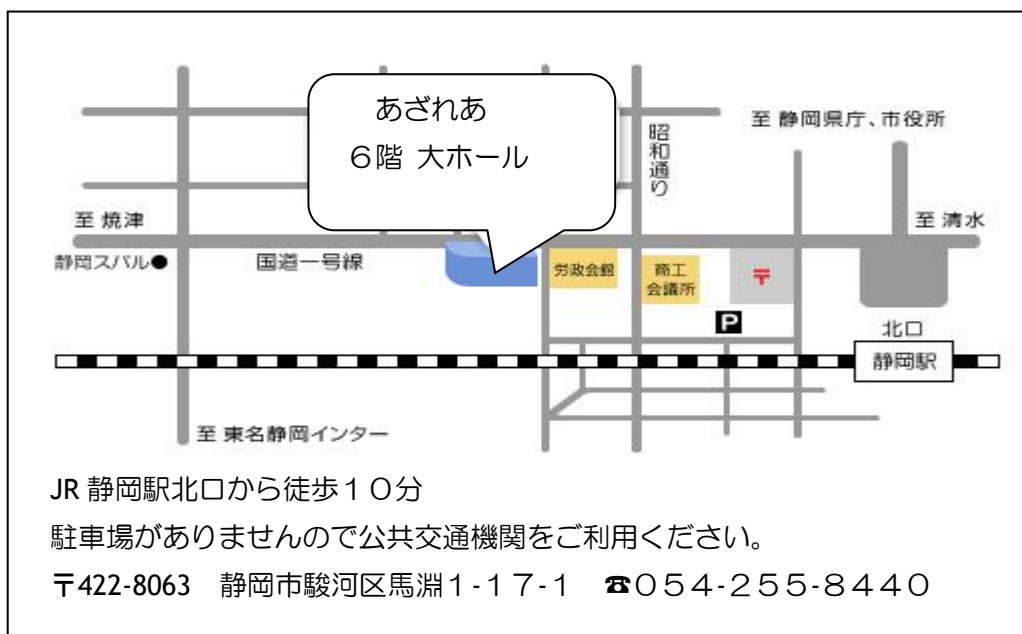 あざれあ
６階 大ホール
昭和通り
至 静岡県庁、市役所
至 焼津
至 清水
静岡スバル●
国道一号線
労政会館
商工
会議所
〒
P
北口
静岡駅
至 東名静岡インター
JR 静岡駅北口から徒歩１０分
駐車場がありませんので公共交通機関をご利用ください。
〒422-8063　静岡市駿河区馬淵１-１７-１　☎０５４-２５５-８４４０